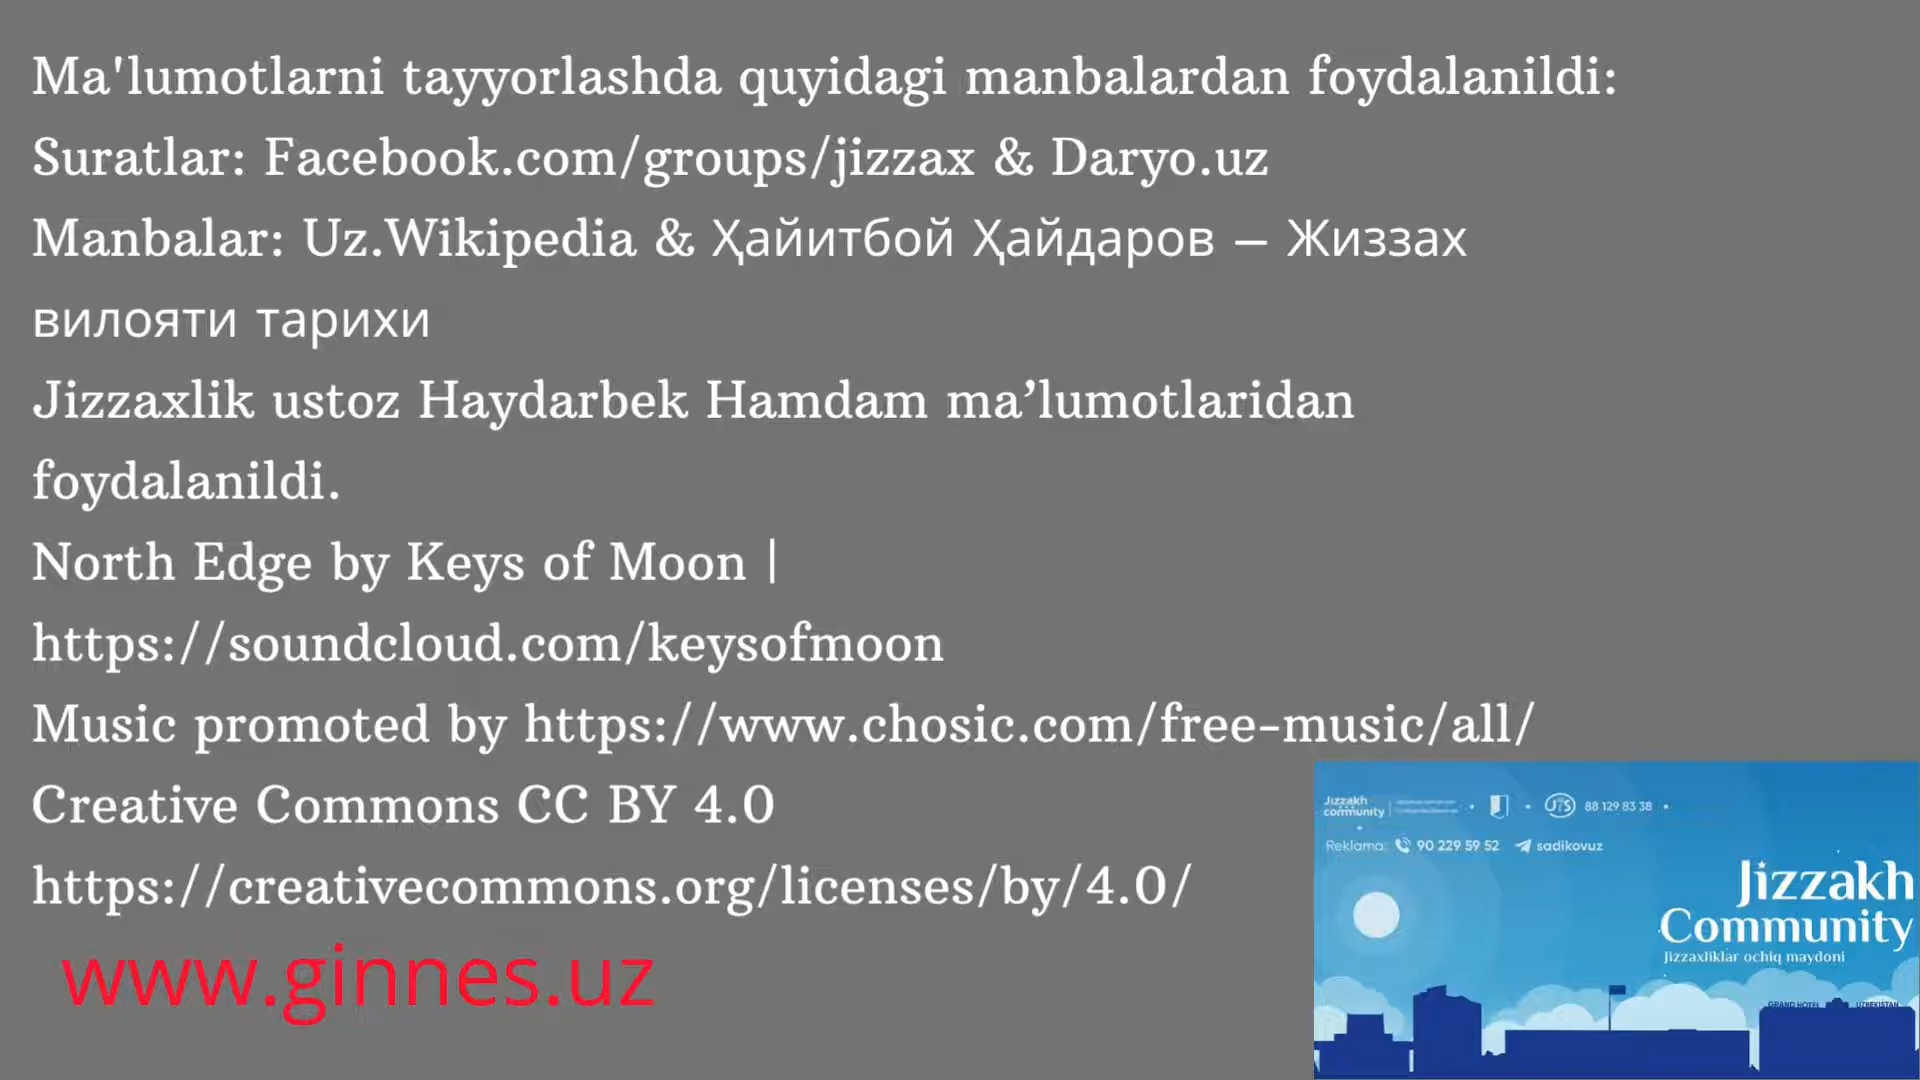 Ma'lumotlarni tayyorlashda quyidagi manbalardan foydalanildi:
Suratlar: Facebook.com/groups/jizzax & Daryo.uz
Manbalar: Uz.Wikipedia & Ҳайитбой Ҳайдаров – Жиззах
вилояти тарихи
Jizzaxlik ustoz Haydarbek Hamdam ma’lumotlaridan
foydalanildi.
North Edge by Keys of Moon |
https://soundcloud.com/keysofmoon
Music promoted by https://www.chosic.com/free-music/all/
Creative Commons CC BY 4.0
https://creativecommons.org/licenses/by/4.0/
www.ginnes.uz
Jizzakh
community
88 129 83 38
Reklama: 90 229 59 52 sadikovuz
Jizzakh
Community
Jizzaxliklar ochiq maydoni
GRAND HOTEL UZBEKISTAN